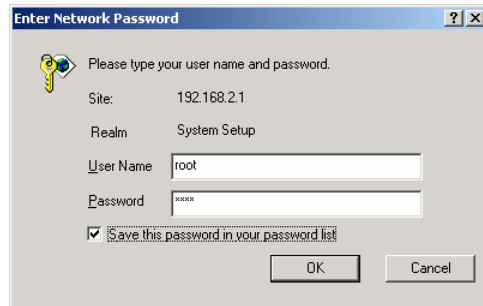 Enter Network Password
Please type your user name and password.
Site: 192.168.2.1
Realm System Setup
User Name root
Password ****
Save this password in your password list
OK Cancel